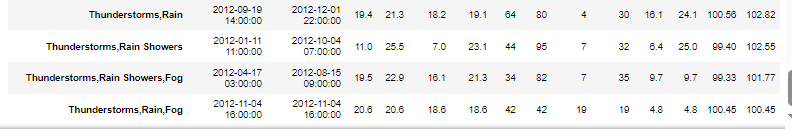 2012-09-19 2012-12-01
Thunderstorms,Rain 14:00:00 22:00:00 19.4 21.3 18.2 19.1 64 80 4 30 16.1 24.1 100.56 102.82
2012-01-11 2012-10-04
Thunderstorms,Rain Showers 11:00:00 07:00:00 11.0 25.5 7.0 23.1 44 95 7 32 6.4 25.0 99.40 102.55
2012-04-17 2012-08-15
Thunderstorms,Rain Showers,Fog 03:00:00 09:00:00 19.5 22.9 16.1 21.3 34 82 7 35 9.7 9.7 99.33 101.77
2012-11-04 2012-11-04
Thunderstorms,Rain,Fog 16:00:00 16:00:00 20.6 20.6 18.6 18.6 42 42 19 19 4.8 4.8 100.45 100.45